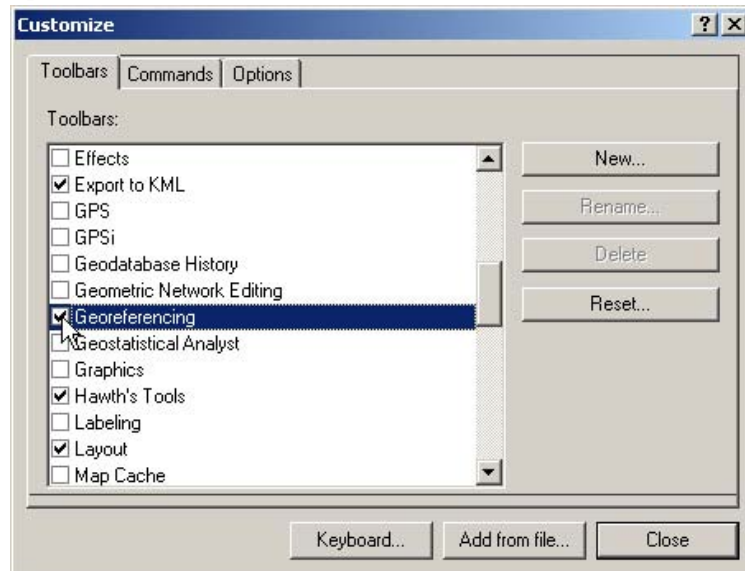 Customize
Toolbars Commands Options
Toolbars:
Effects
Export to KML
GPS
GPSi
Geodatabase History
Geometric Network Editing
Georeferencing
Geostatistical Analyst
Graphics
Hawth's Tools
Labeling
Layout
Map Cache
New...
Rename...
Delete
Reset...
Keyboard... Add from file... Close